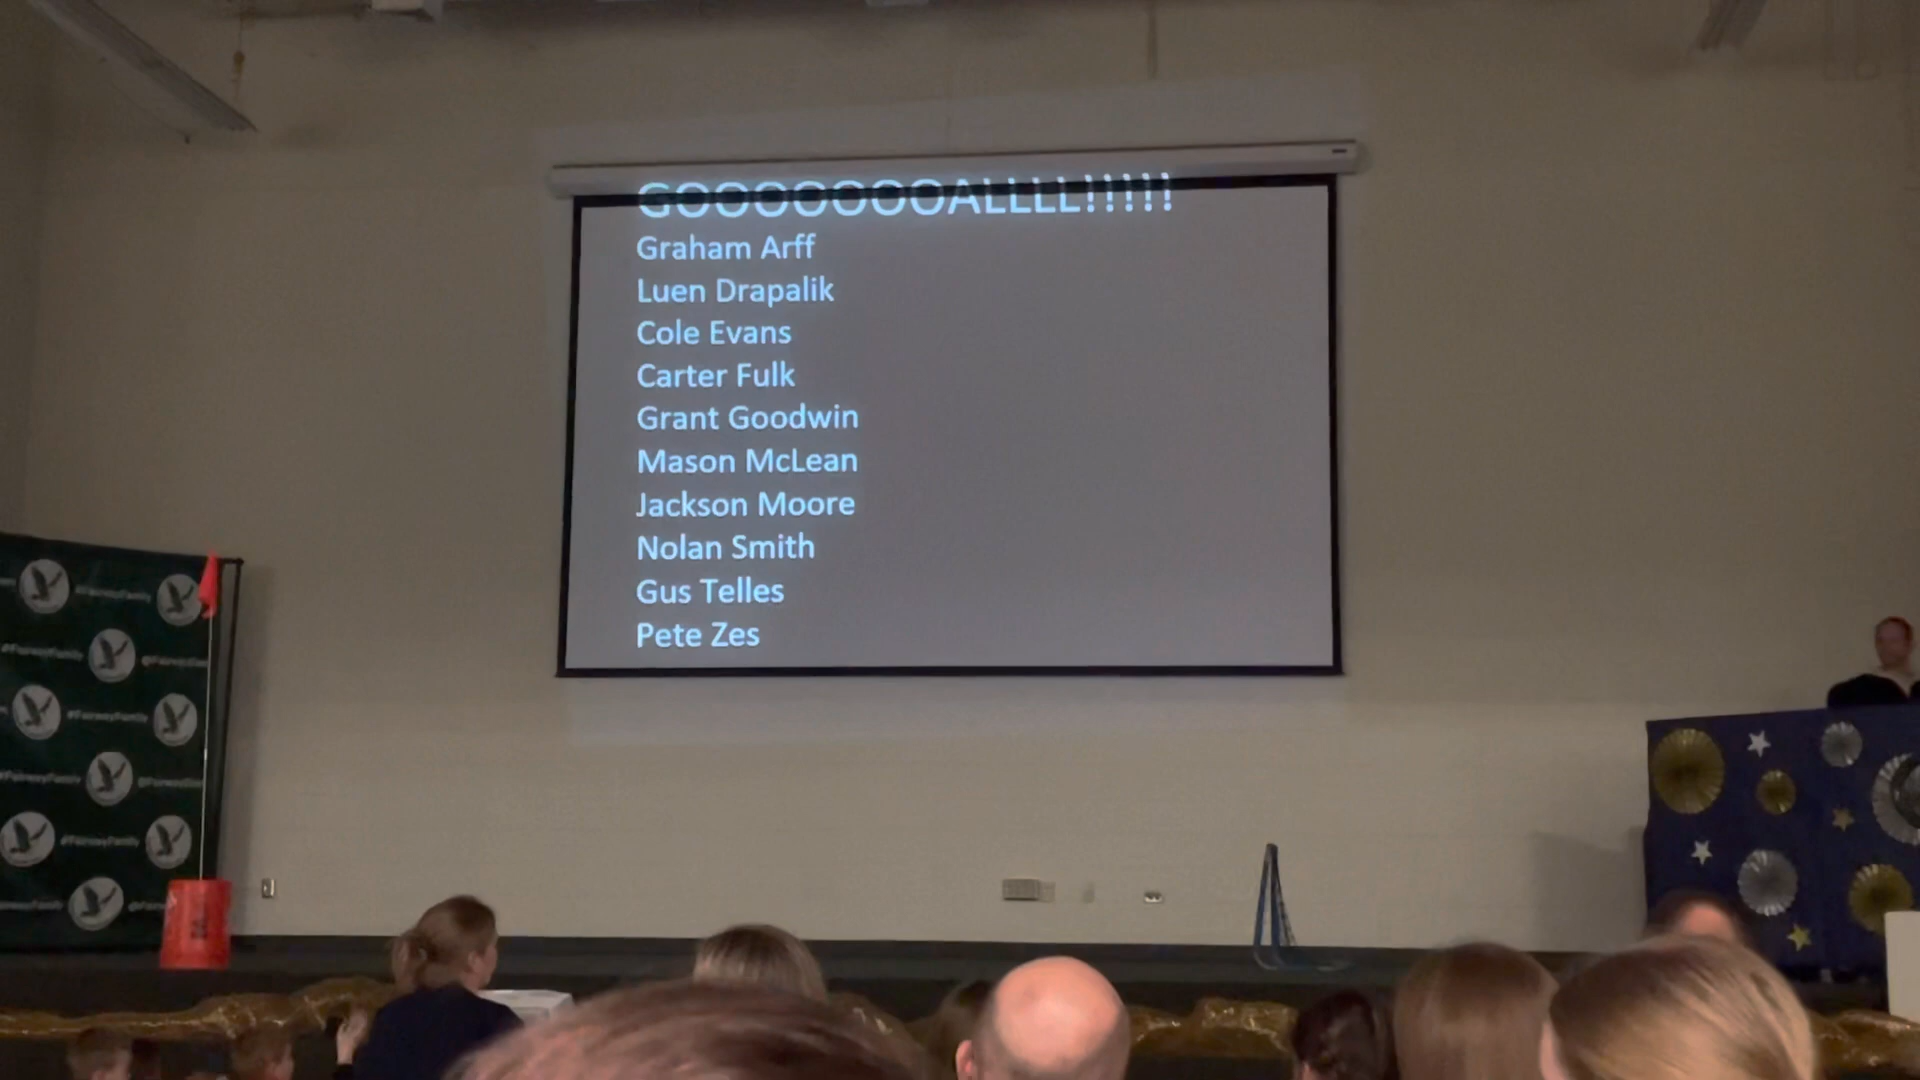 GOOOOOOOALLLL!!!!!
Graham Arff
Luen Drapalik
Cole Evans
Carter Fulk
Grant Goodwin
Mason McLean
Jackson Moore
Nolan Smith
Gus Telles
Pete Zes
#FairwayFamily